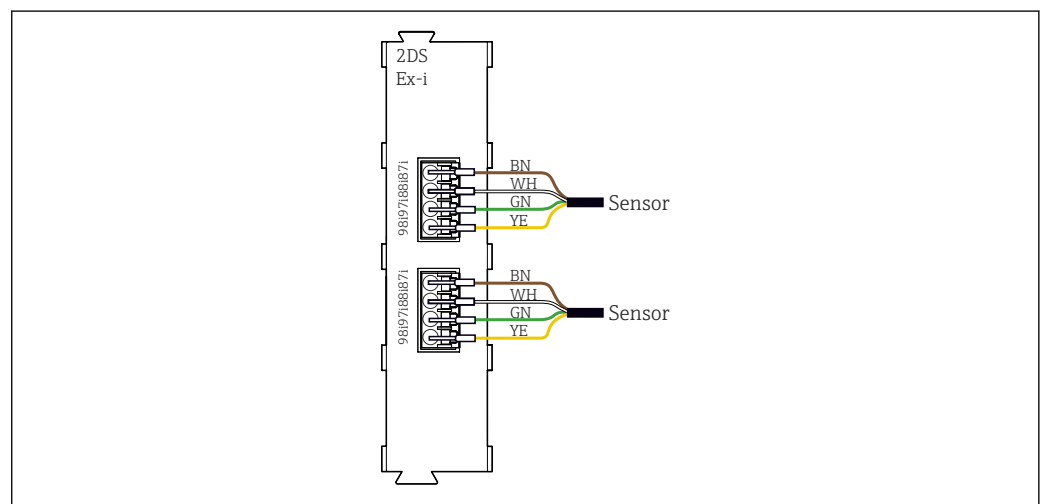 2DS
Ex-i
98i97i88i87i
BN
WH
GN
YE
Sensor
98i97i88i87i
BN
WH
GN
YE
Sensor